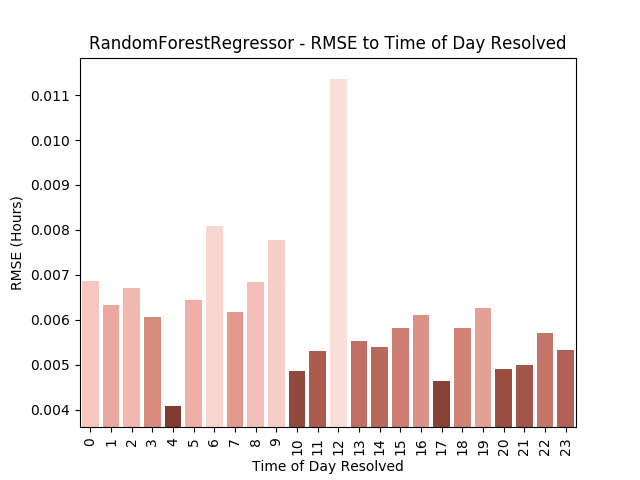 RandomForestRegressor - RMSE to Time of Day Resolved
0.011
0.010
0.009
0.008
0.007
0.006
0.005
0.004
RMSE (Hours)
0 1 2 3 4 5 6 7 8 9 10 11 12 13 14 15 16 17 18 19 20 21 22 23
Time of Day Resolved